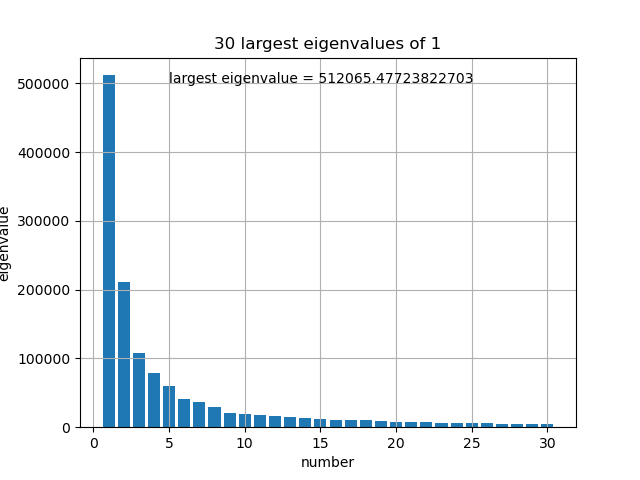 30 largest eigenvalues of 1
largest eigenvalue = 512065.47723822703
500000
400000
300000
200000
100000
0
eigenvalue
0 5 10 15 20 25 30
number